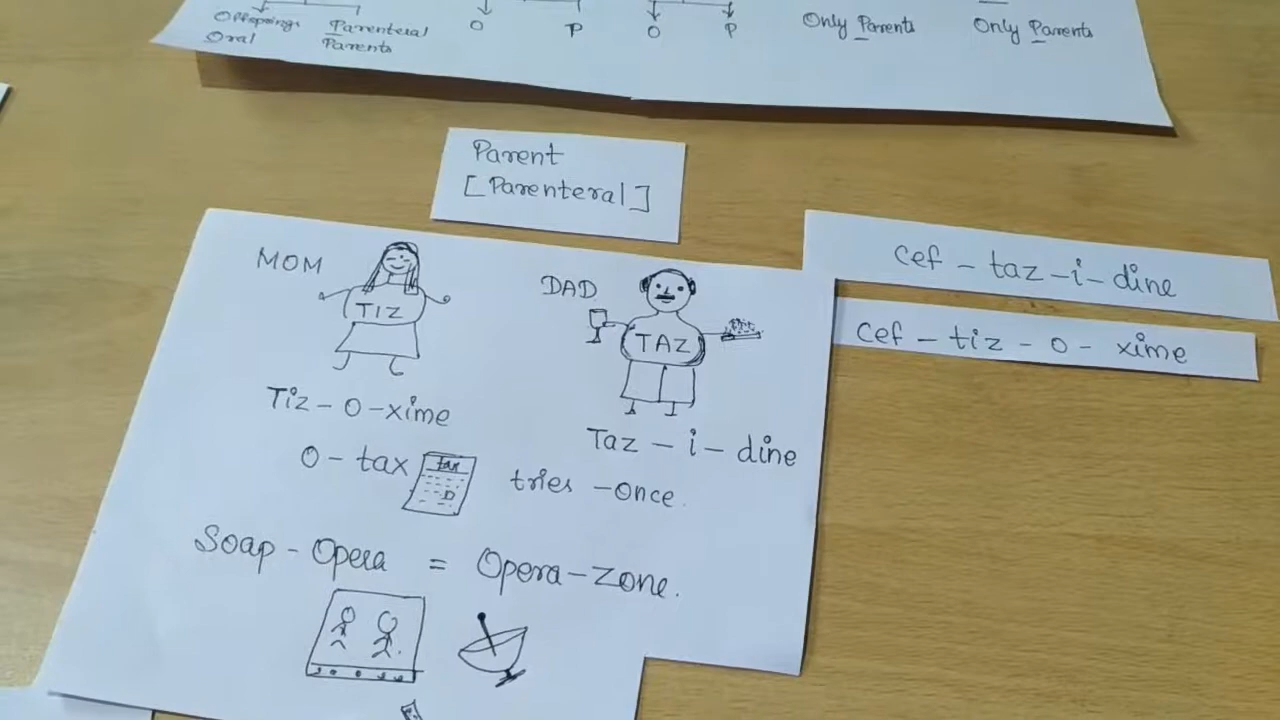 Offsprings
Oral
Parenteral
Parents
O
P
O
P
Only Parents
Only Parents
Parent
[Parenteral]
MOM
TIZ
DAD
TAZ
Tiz-o-xime
Taz-i-dine
O-tax
tax
tries-once.
Soap-Opera = Opera-Zone.
Cef-taz-i-dine
Cef-tiz-o-xime